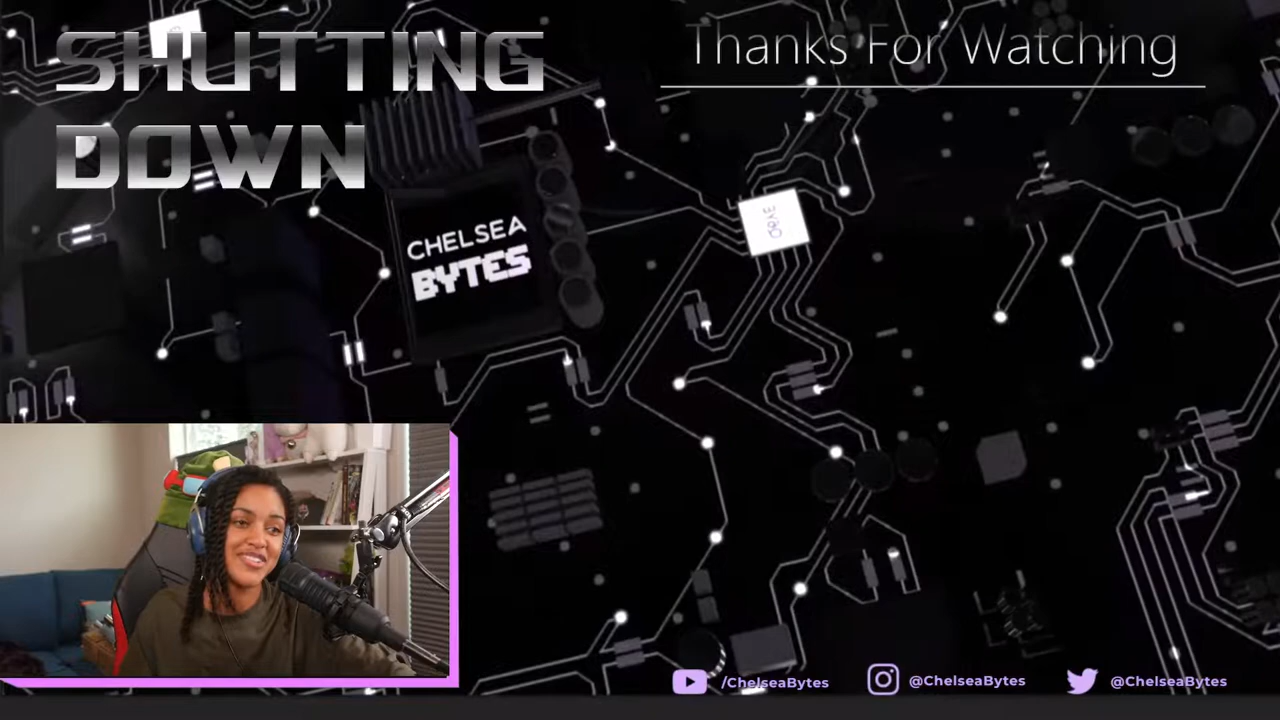 SHUTTING
DOWN
Thanks For Watching
CHELSEA
BYTES
/ChelseaBytes
@ChelseaBytes
@ChelseaBytes